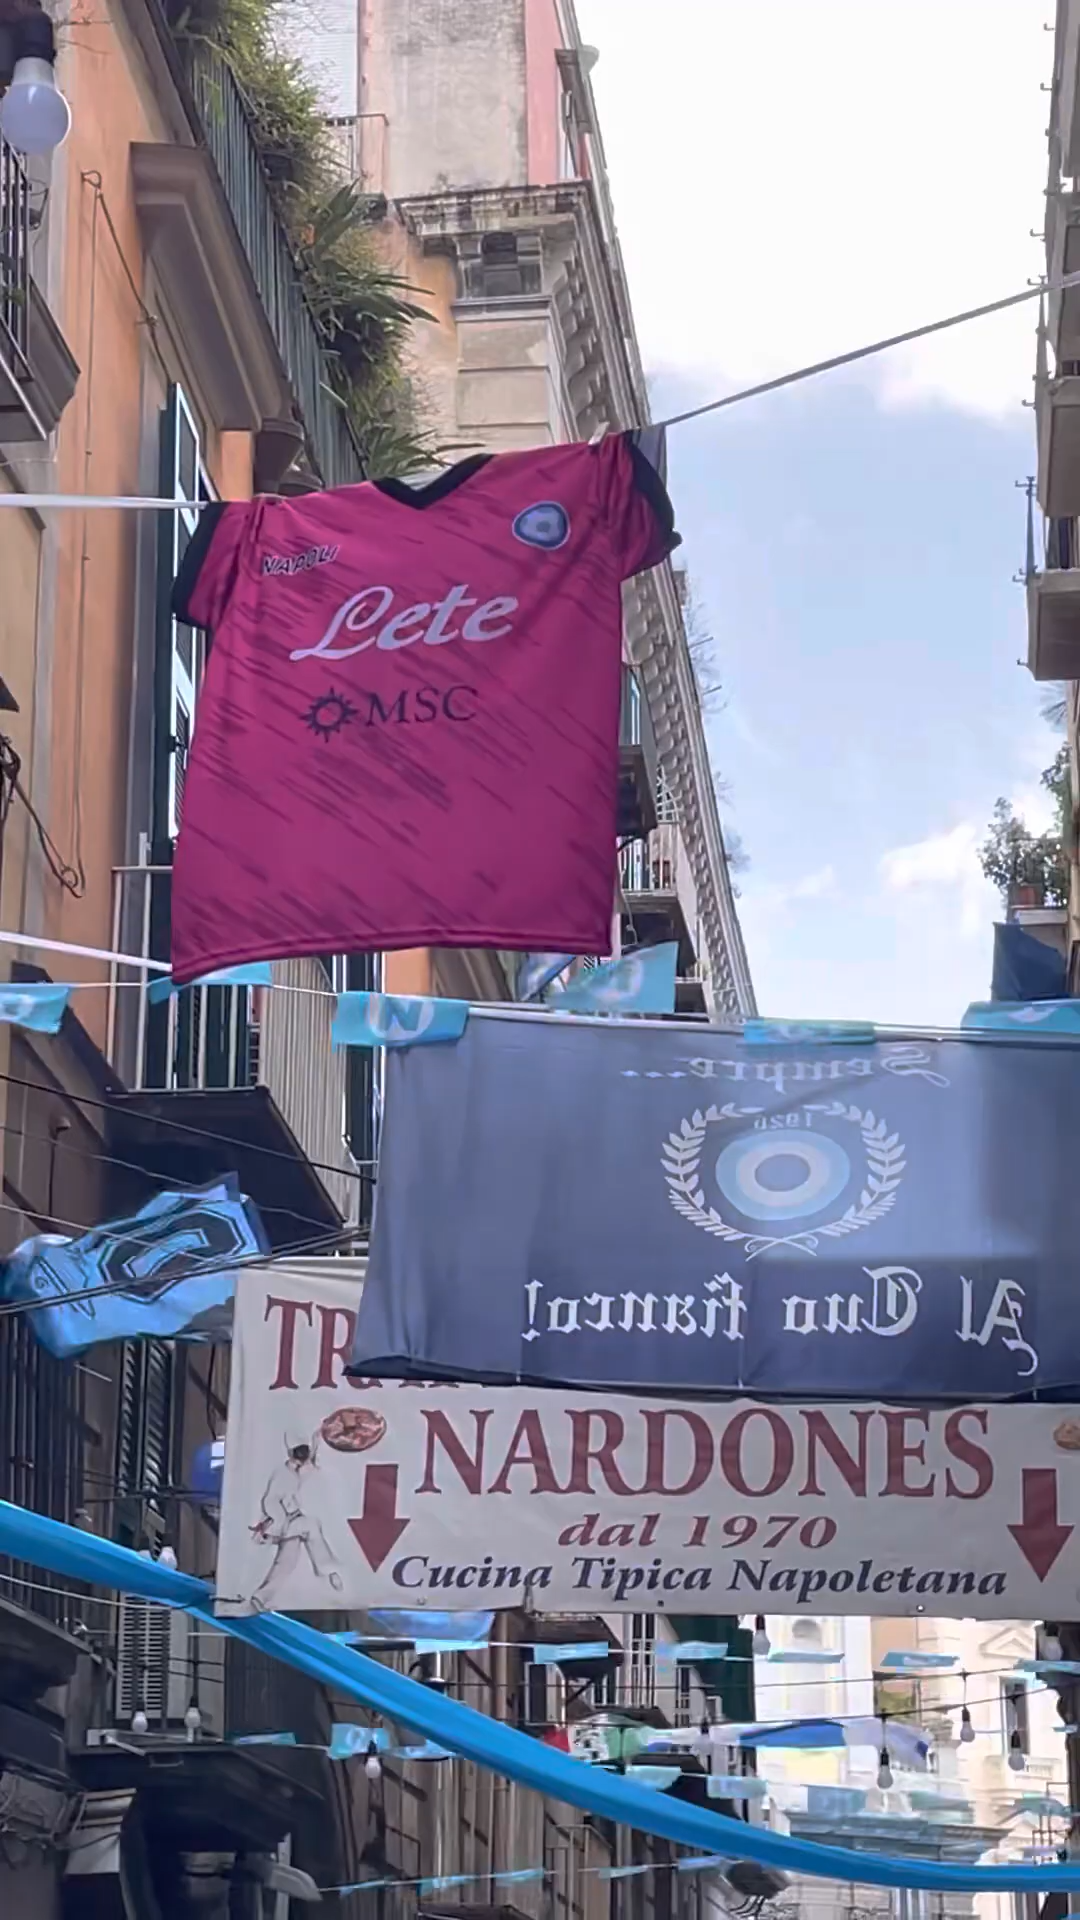 NAPOLI
Lete
MSC
N
Sempre...
1926
Al Tuo fianco!
NARDONES
dal 1970
Cucina Tipica Napoletana